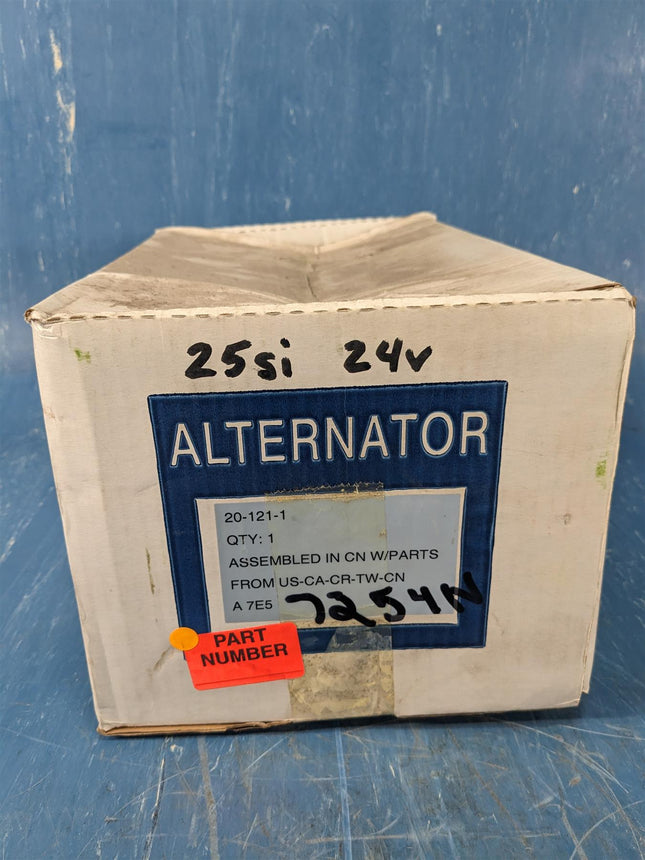 25si 24v
ALTERNATOR
20-121-1
QTY: 1
ASSEMBLED IN CN W/PARTS
FROM US-CA-CR-TW-CN
A 7E5 7254N
PART
NUMBER